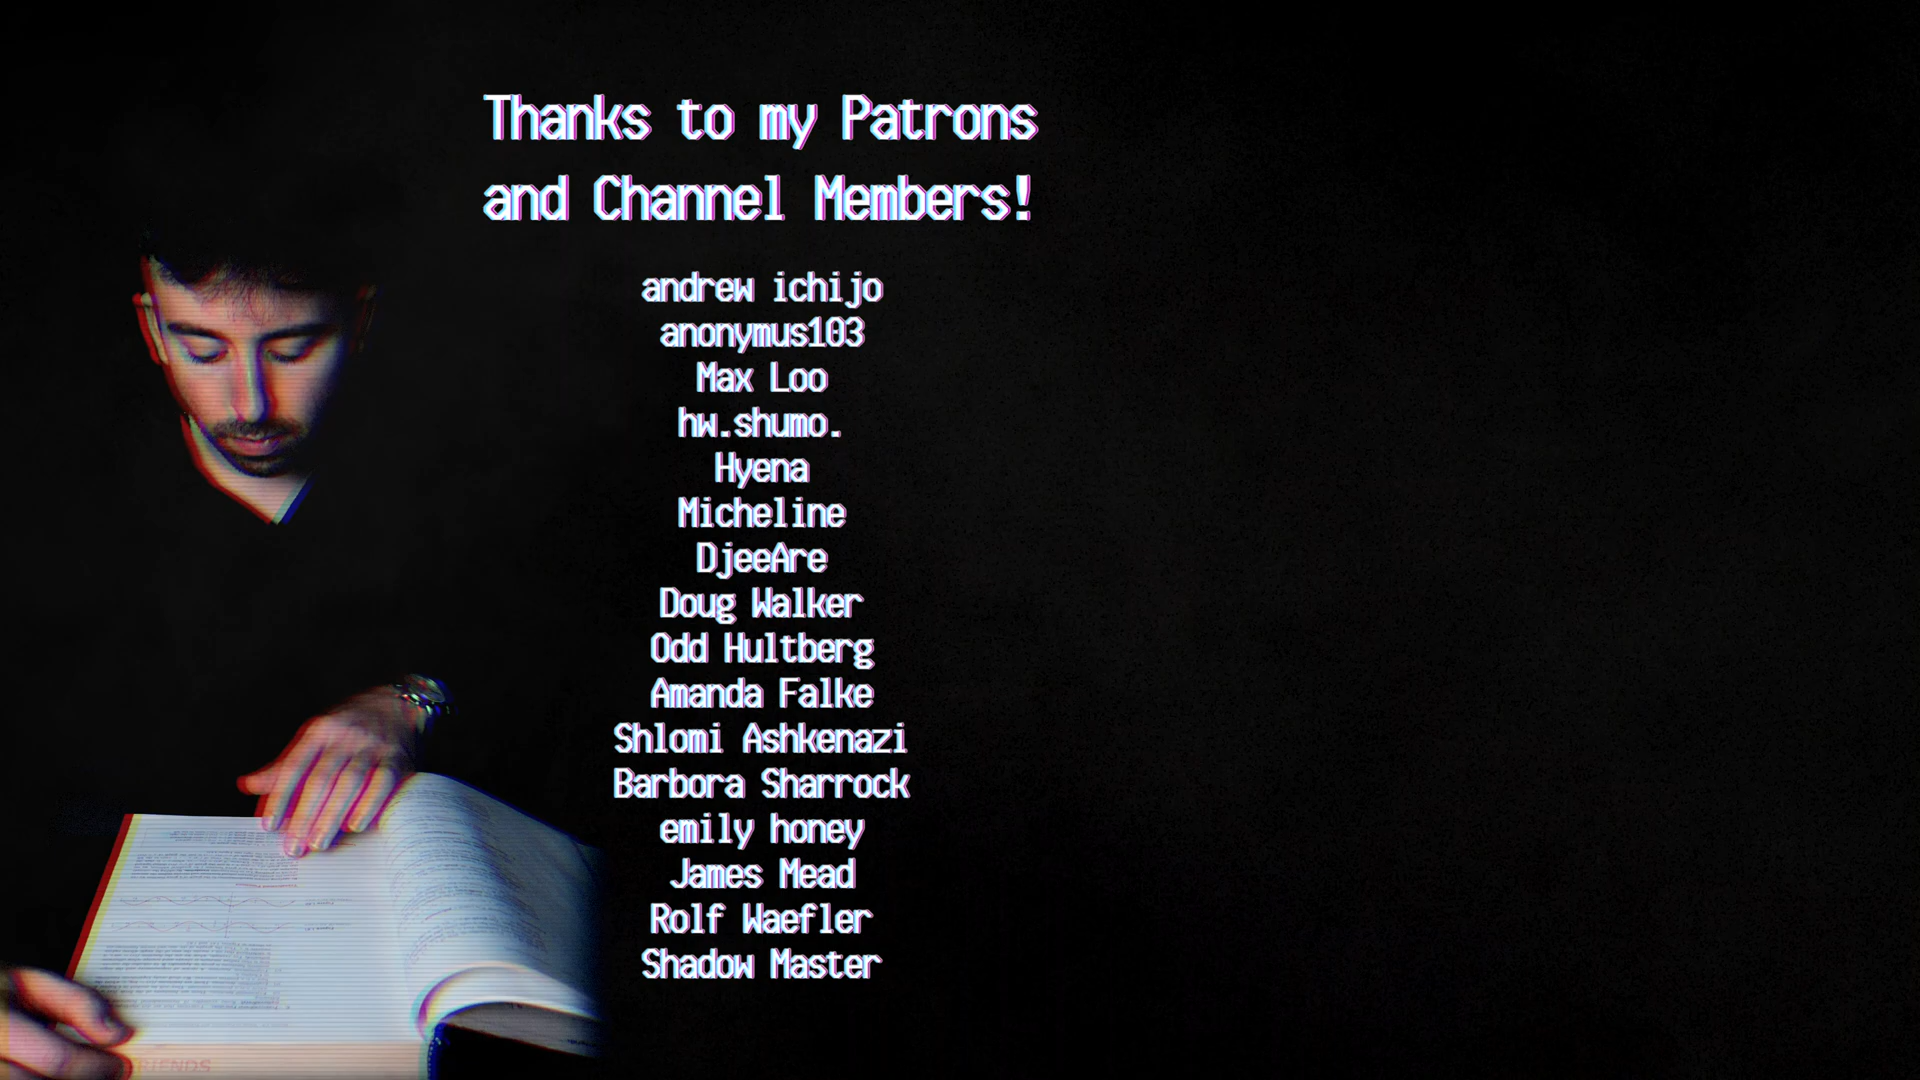 Thanks to my Patrons
and Channel Members!
andrew ichijo
anonymus103
Max Loo
hw.shumo.
Hyena
Micheline
DjeeAre
Doug Walker
Odd Hultberg
Amanda Falke
Shlomi Ashkenazi
Barbora Sharrock
emily honey
James Mead
Rolf Waefler
Shadow Master